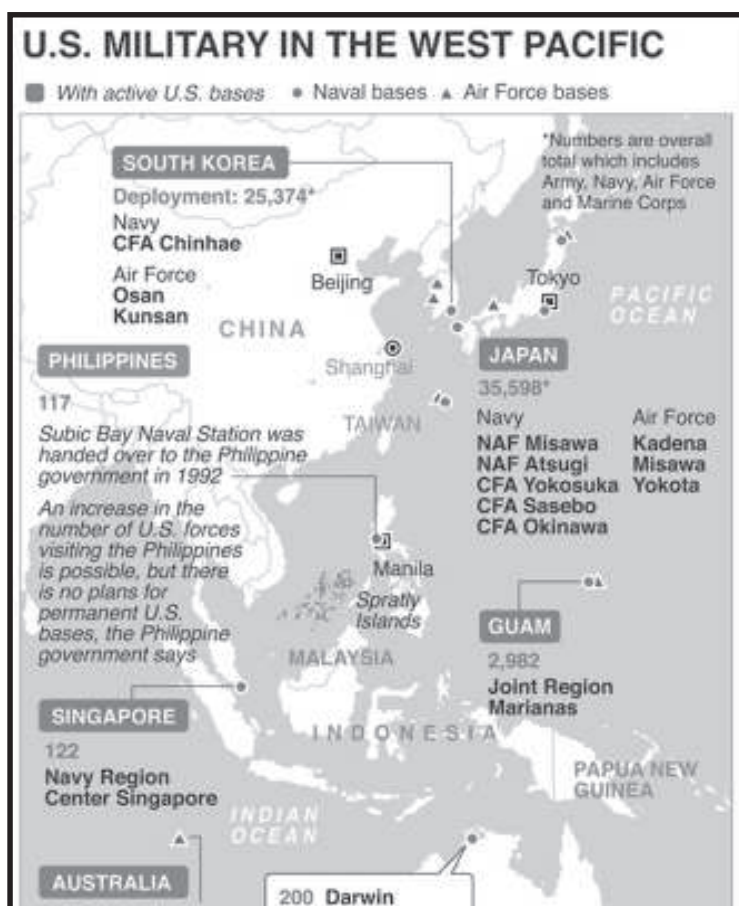 U.S. MILITARY IN THE WEST PACIFIC
With active U.S. bases
Naval bases
Air Force bases
*Numbers are overall
total which includes
Army, Navy, Air Force
and Marine Corps
SOUTH KOREA
Deployment: 25,374*
Navy
CFA Chinhae
Air Force
Osan
Kunsan
Beijing
Tokyo
PACIFIC
OCEAN
CHINA
Shanghai
PHILIPPINES
117
Subic Bay Naval Station was
handed over to the Philippine
government in 1992
An increase in the
number of U.S. forces
visiting the Philippines
is possible, but there
is no plans for
permanent U.S.
bases, the Philippine
government says
JAPAN
35,598*
Navy
NAF Misawa
NAF Atsugi
CFA Yokosuka
CFA Sasebo
CFA Okinawa
Air Force
Kadena
Misawa
Yokota
TAIWAN
Manila
Spratly
Islands
GUAM
2,982
Joint Region
Marianas
MALAYSIA
SINGAPORE
122
Navy Region
Center Singapore
INDONESIA
PAPUA NEW
GUINEA
INDIAN
OCEAN
AUSTRALIA
200 Darwin